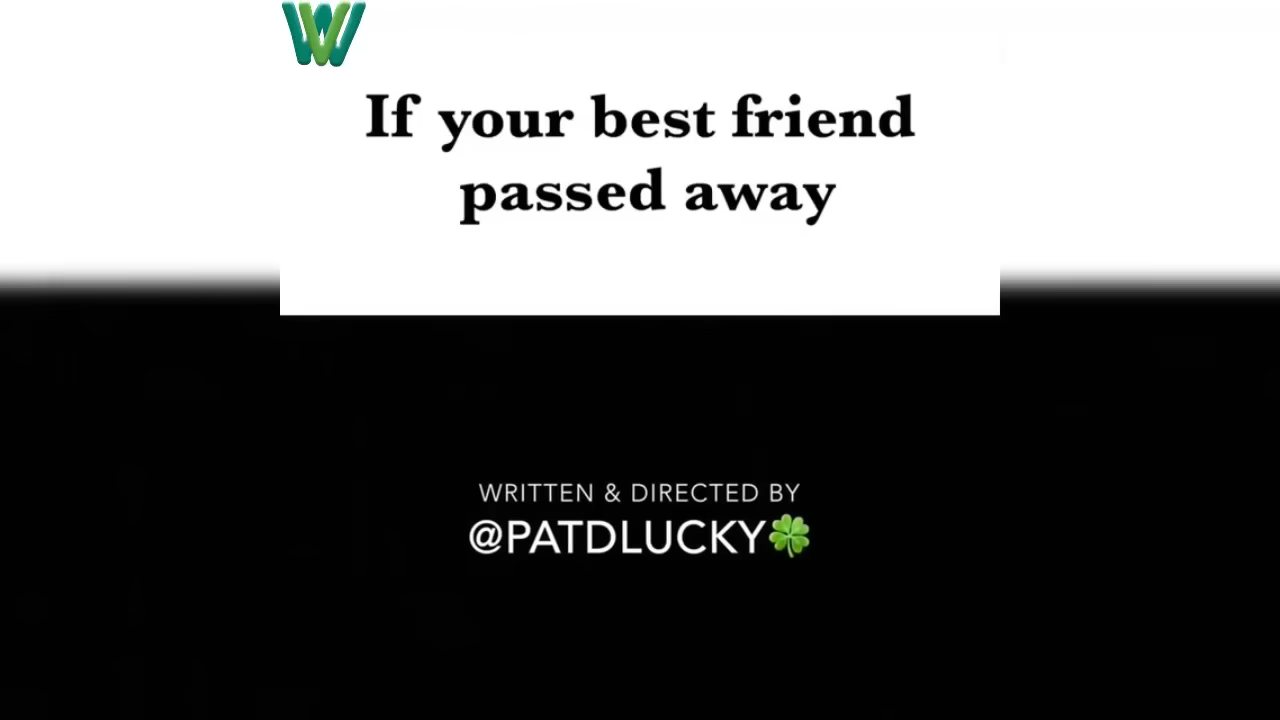 W
If your best friend
passed away
WRITTEN & DIRECTED BY
@PATDLUCKY🍀